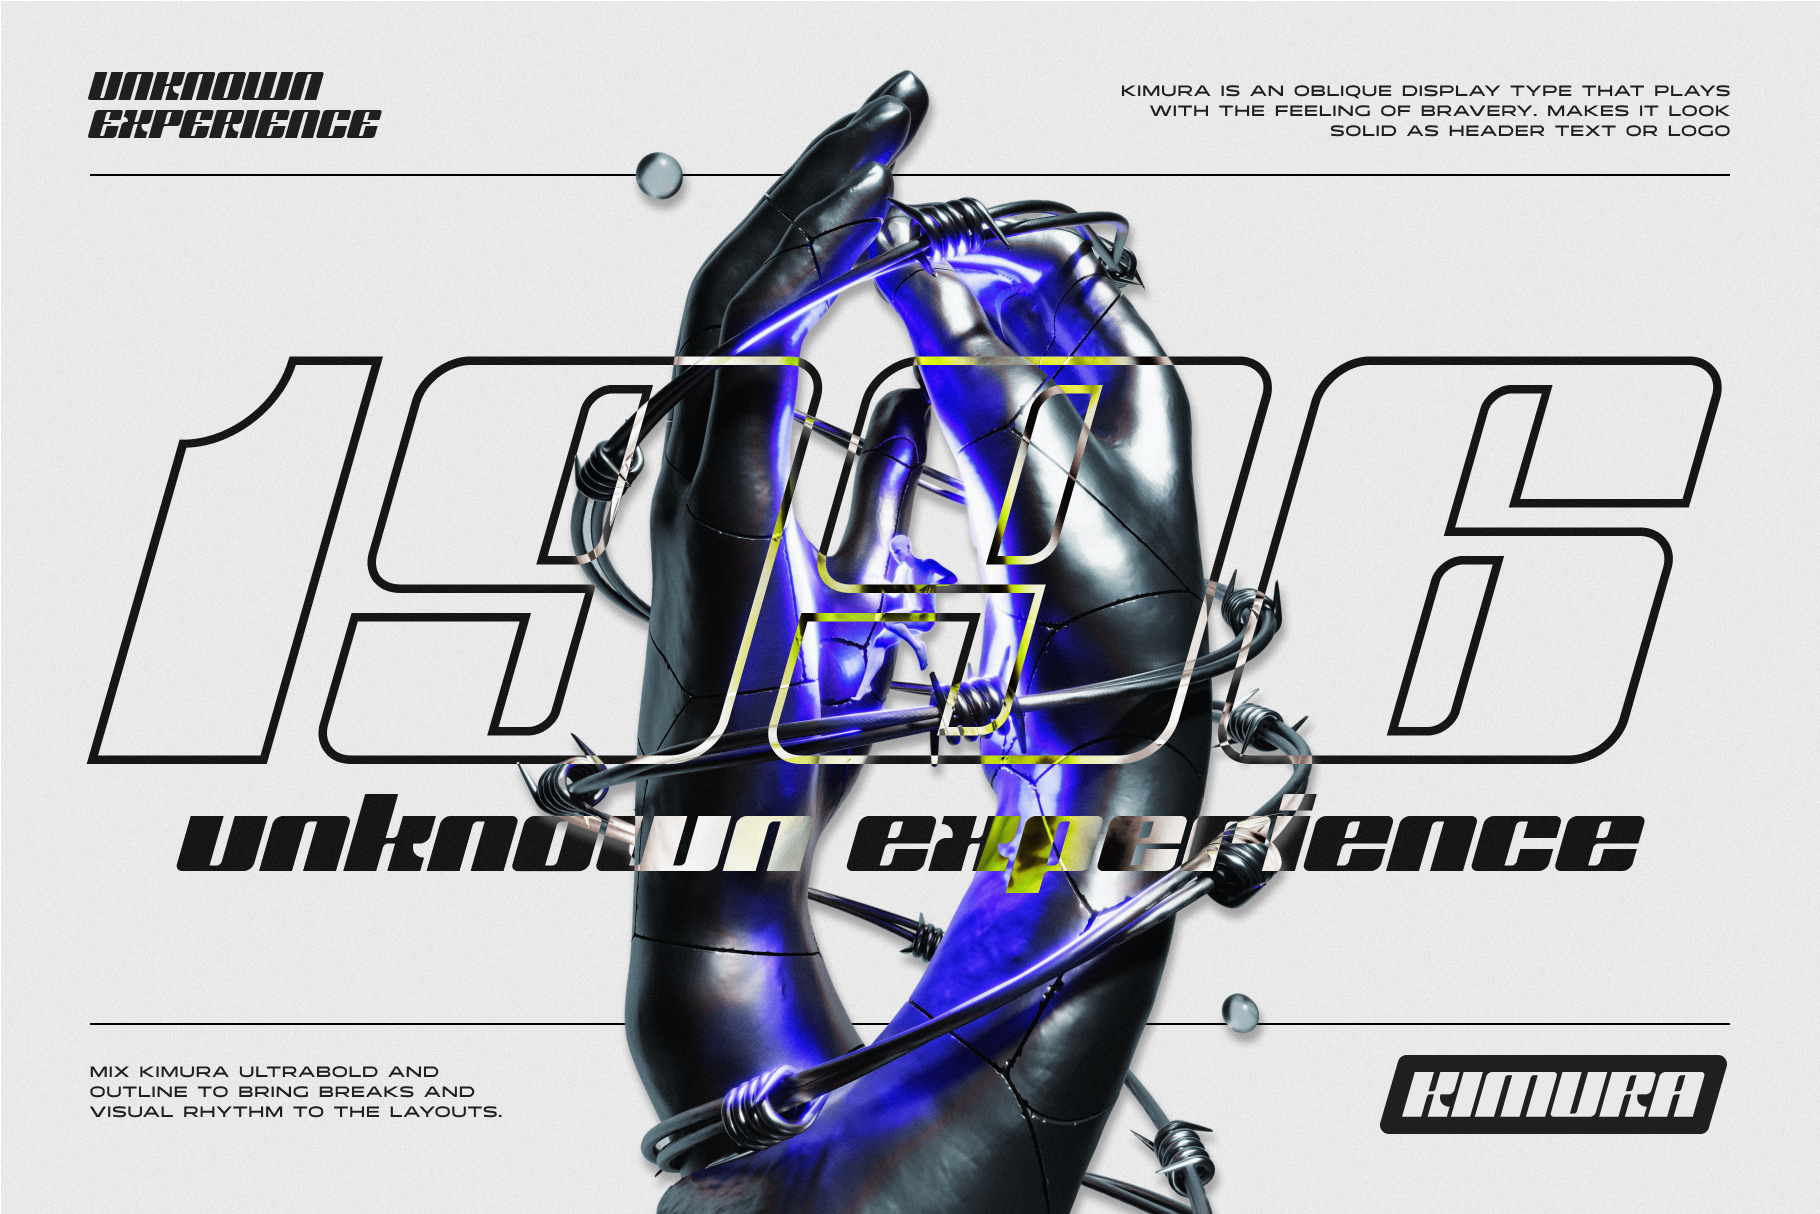 UNKNOWN
EXPERIENCE
KIMURA IS AN OBLIQUE DISPLAY TYPE THAT PLAYS
WITH THE FEELING OF BRAVERY. MAKES IT LOOK
SOLID AS HEADER TEXT OR LOGO
1996
unknown experience
MIX KIMURA ULTRABOLD AND
OUTLINE TO BRING BREAKS AND
VISUAL RHYTHM TO THE LAYOUTS.
KIMURA